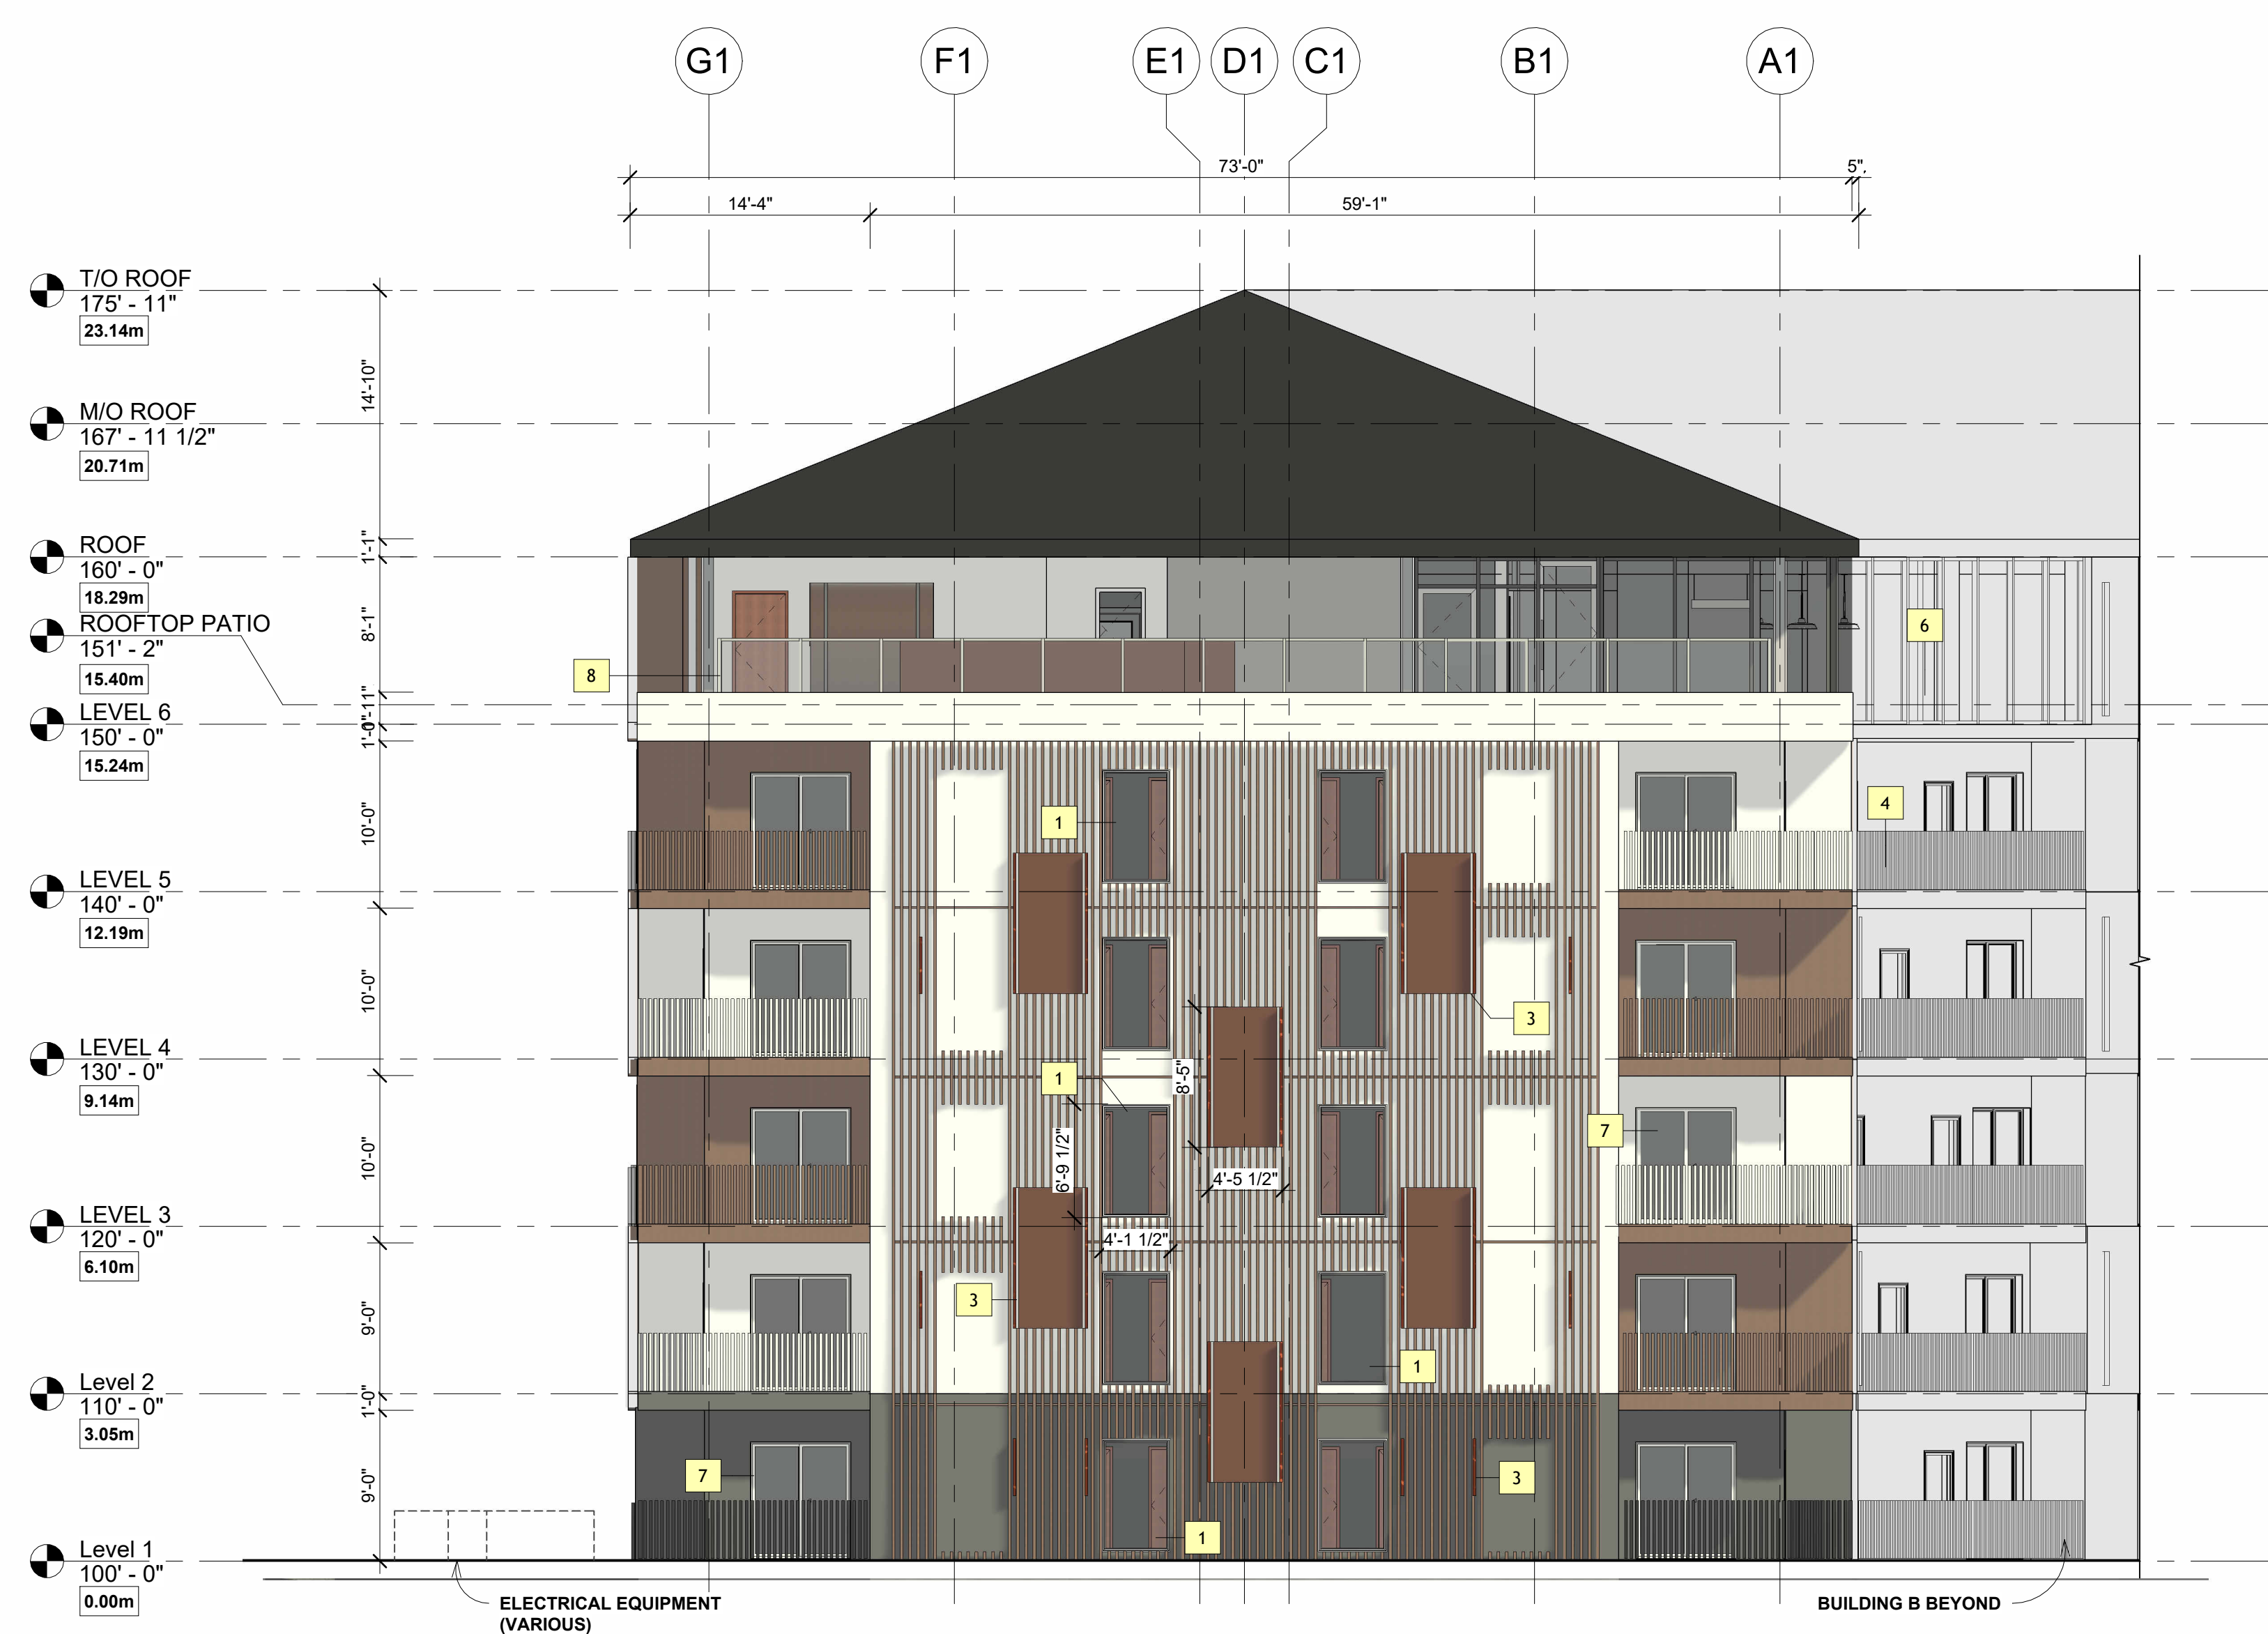 G1
F1
E1
D1
C1
B1
A1
73'-0"
5"
14'-4"
59'-1"
T/O ROOF
175' - 11"
23.14m
14'-10"
M/O ROOF
167' - 11 1/2"
20.71m
ROOF
160' - 0"
18.29m
1'-1"
ROOFTOP PATIO
151' - 2"
15.40m
8'-1"
6
8
LEVEL 6
150' - 0"
15.24m
1'-11"
1'-0"
10'-0"
4
1
LEVEL 5
140' - 0"
12.19m
10'-0"
3
LEVEL 4
130' - 0"
9.14m
8'-5"
1
7
10'-0"
6'-9 1/2"
4'-5 1/2"
LEVEL 3
120' - 0"
6.10m
4'-1 1/2"
3
9'-0"
1
Level 2
110' - 0"
3.05m
1'-0"
7
3
9'-0"
1
Level 1
100' - 0"
0.00m
ELECTRICAL EQUIPMENT
(VARIOUS)
BUILDING B BEYOND